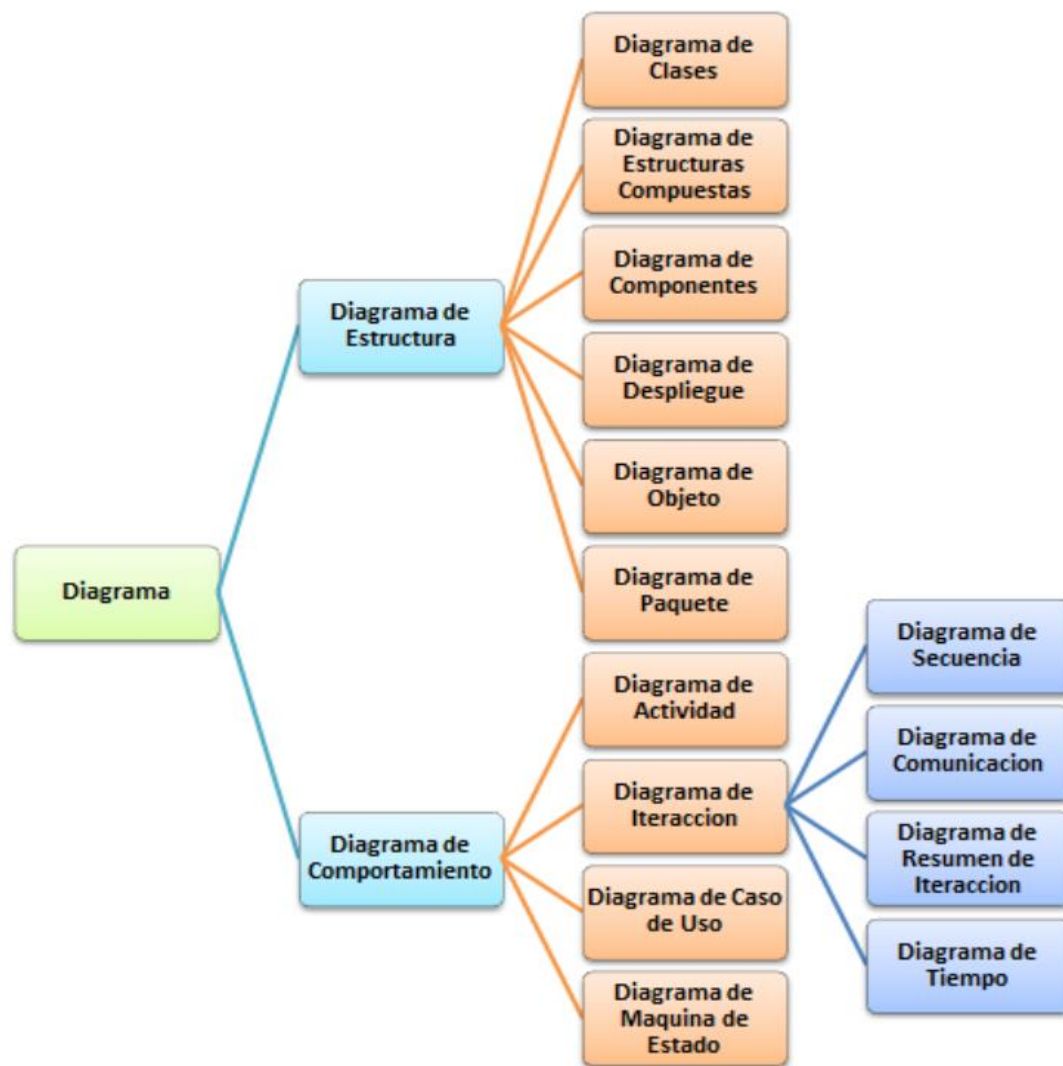 Diagrama
Diagrama de
Estructura
Diagrama de
Clases
Diagrama de
Estructuras
Compuestas
Diagrama de
Componentes
Diagrama de
Despliegue
Diagrama de
Objeto
Diagrama de
Paquete
Diagrama de
Comportamiento
Diagrama de
Actividad
Diagrama de
Iteraccion
Diagrama de Caso
de Uso
Diagrama de
Maquina de
Estado
Diagrama de
Secuencia
Diagrama de
Comunicacion
Diagrama de
Resumen de
Iteraccion
Diagrama de
Tiempo